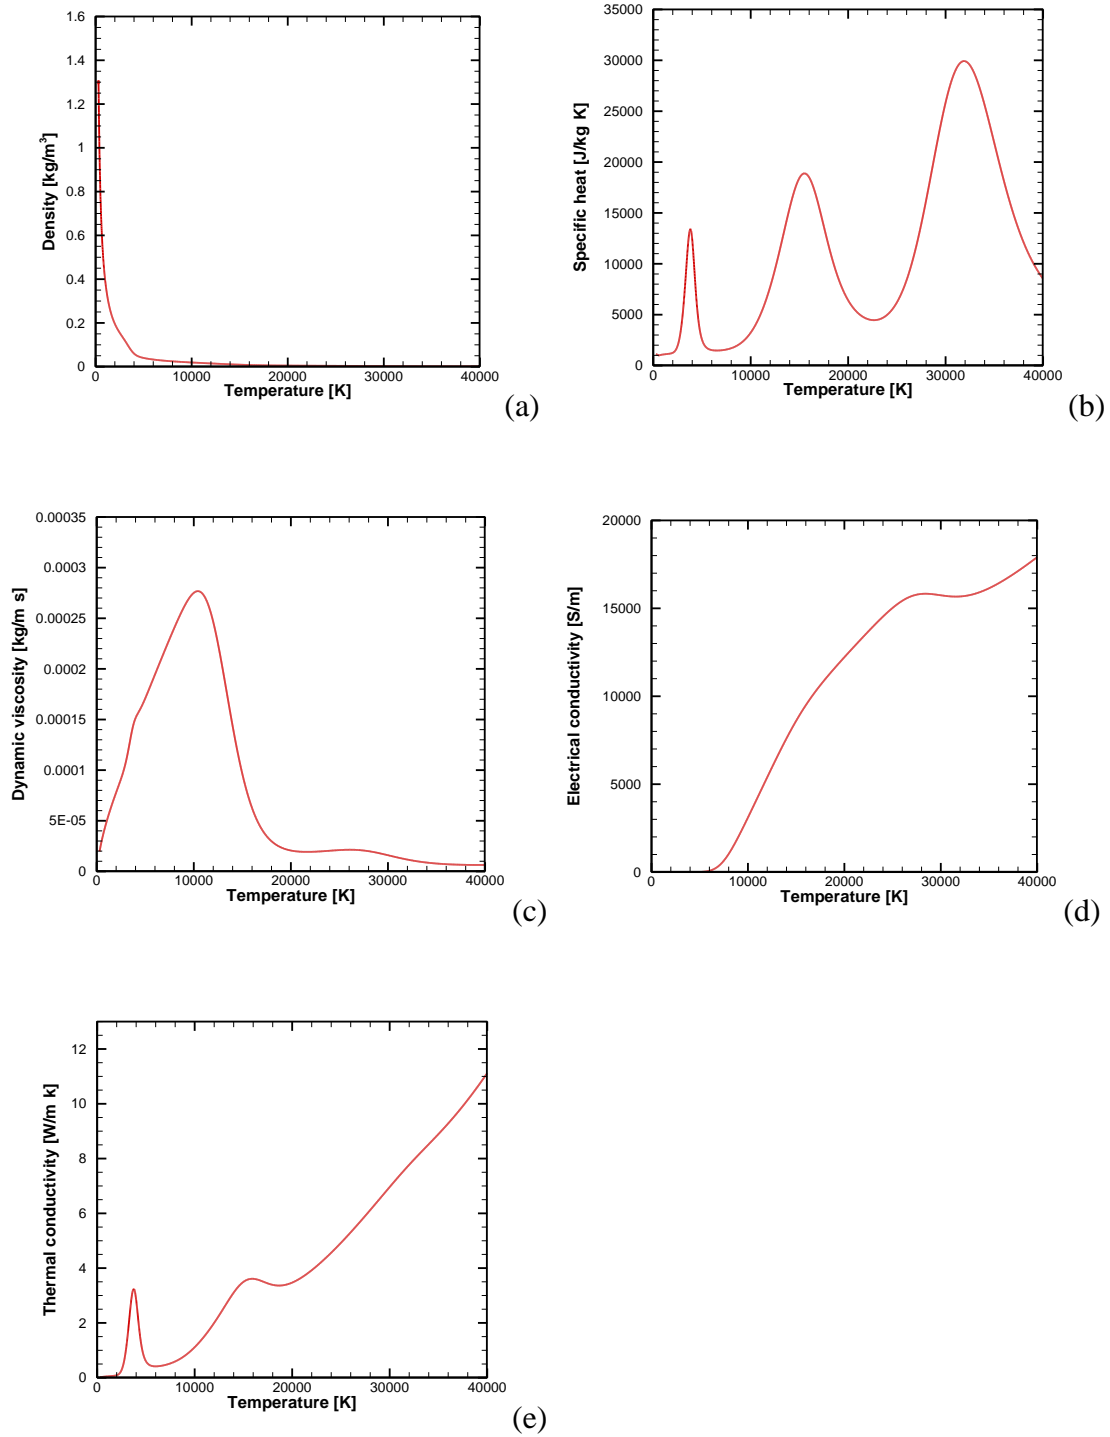 1.6
1.4
1.2
1
0.8
0.6
0.4
0.2
0
Density [kg/m³]
0 10000 20000 30000 40000
Temperature [K]
(a)
35000
30000
25000
20000
15000
10000
5000
0
Specific heat [J/kg K]
0 10000 20000 30000 40000
Temperature [K]
(b)
0.00035
0.0003
0.00025
0.0002
0.00015
0.0001
5E-05
0
Dynamic viscosity [kg/m s]
0 10000 20000 30000 40000
Temperature [K]
(c)
20000
15000
10000
5000
0
Electrical conductivity [S/m]
0 10000 20000 30000 40000
Temperature [K]
(d)
12
10
8
6
4
2
0
Thermal conductivity [W/m k]
0 10000 20000 30000 40000
Temperature [K]
(e)